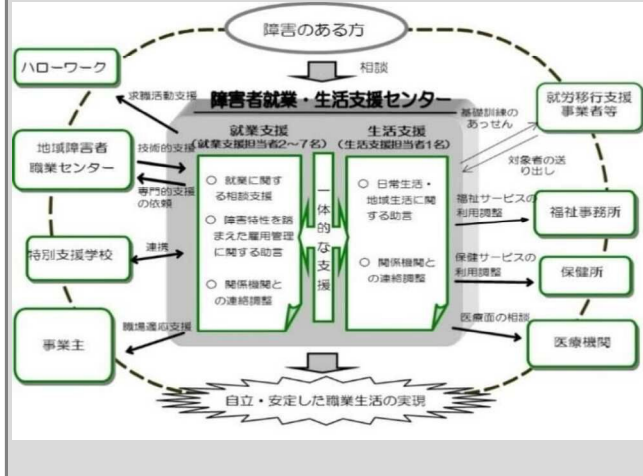 障害のある方
相談
ハローワーク
求職活動支援
障害者就業・生活支援センター
就業支援
(就業支援担当者2～7名)
生活支援
(生活支援担当者1名)
基礎訓練の
あっせん
就労移行支援
事業者等
対象者の送
り出し
地域障害者
職業センター
技術的支援
専門的支援
の依頼
○ 就業に関す
る相談支援
○ 障害特性を踏
まえた雇用管理
に関する助言
○ 関係機関と
の連絡調整
一体的な支援
○ 日常生活・
地域生活に関
する助言
○ 関係機関と
の連絡調整
福祉サービスの
利用調整
福祉事務所
特別支援学校
連携
保健サービスの
利用調整
保健所
事業主
職場適応支援
医療面の相談
医療機関
自立・安定した職業生活の実現